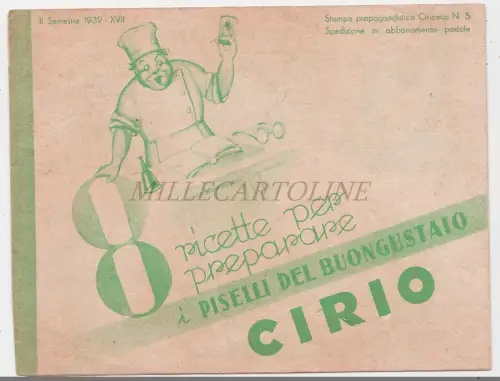 II Semestre 1939 - XVII
Stampa propagandistica Cirioeco N. 5
Spedizione in abbonamento postale
MILLECARTOLINE
8 ricette per
preparare
i PISELLI DEL BUONGUSTAIO
CIRIO